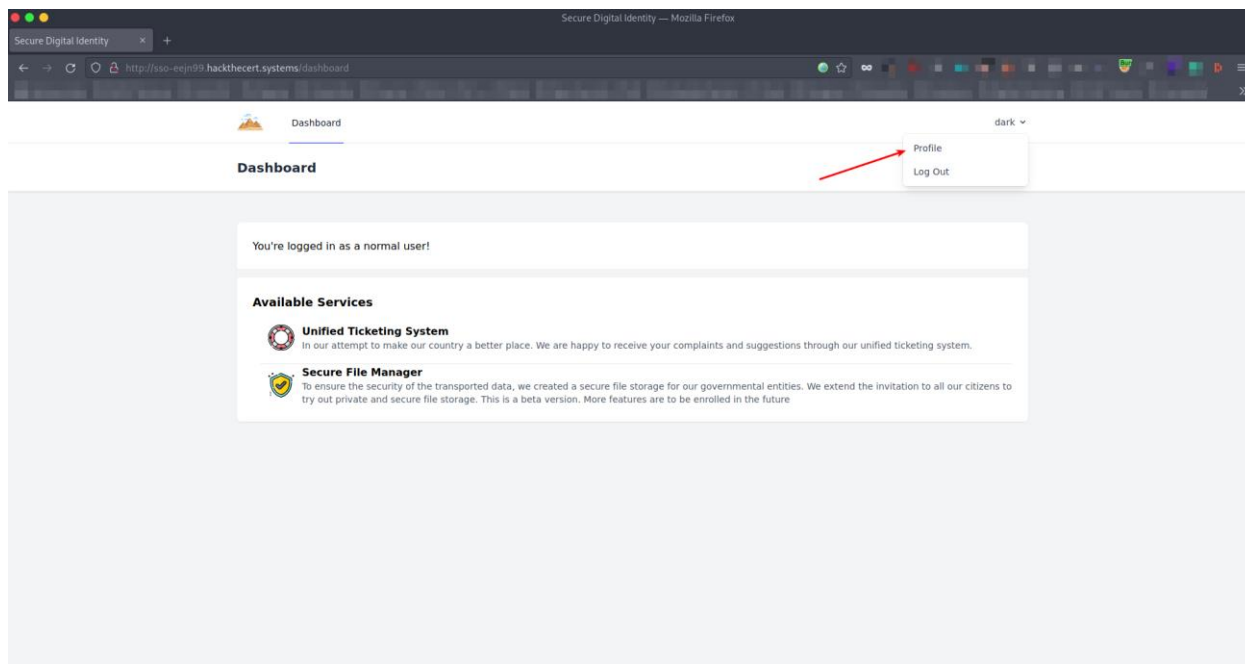 Secure Digital Identity — Mozilla Firefox
Secure Digital Identity × +
http://sso-eejn99.hackthecert.systems/dashboard
Dashboard
dark
Profile
Log Out
Dashboard
You're logged in as a normal user!
Available Services
Unified Ticketing System
In our attempt to make our country a better place. We are happy to receive your complaints and suggestions through our unified ticketing system.
Secure File Manager
To ensure the security of the transported data, we created a secure file storage for our governmental entities. We extend the invitation to all our citizens to
try out private and secure file storage. This is a beta version. More features are to be enrolled in the future